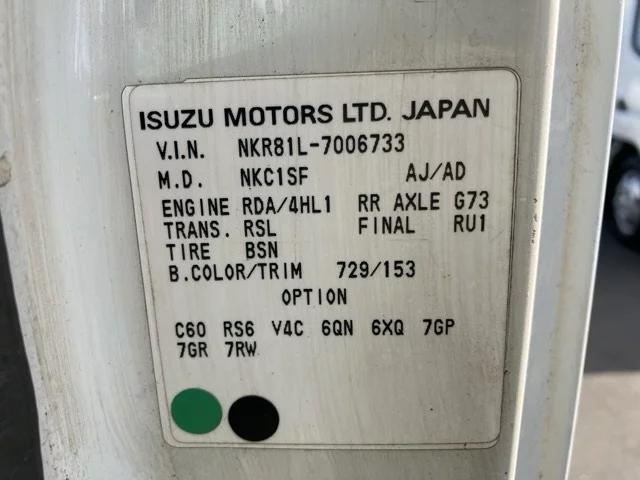 ISUZU MOTORS LTD. JAPAN
V.I.N. NKR81L-7006733
M.D. NKC1SF AJ/AD
ENGINE RDA/4HL1 RR AXLE G73
TRANS. RSL FINAL RU1
TIRE BSN
B.COLOR/TRIM 729/153
OPTION
C60 RS6 V4C 6QN 6XQ 7GP
7GR 7RW